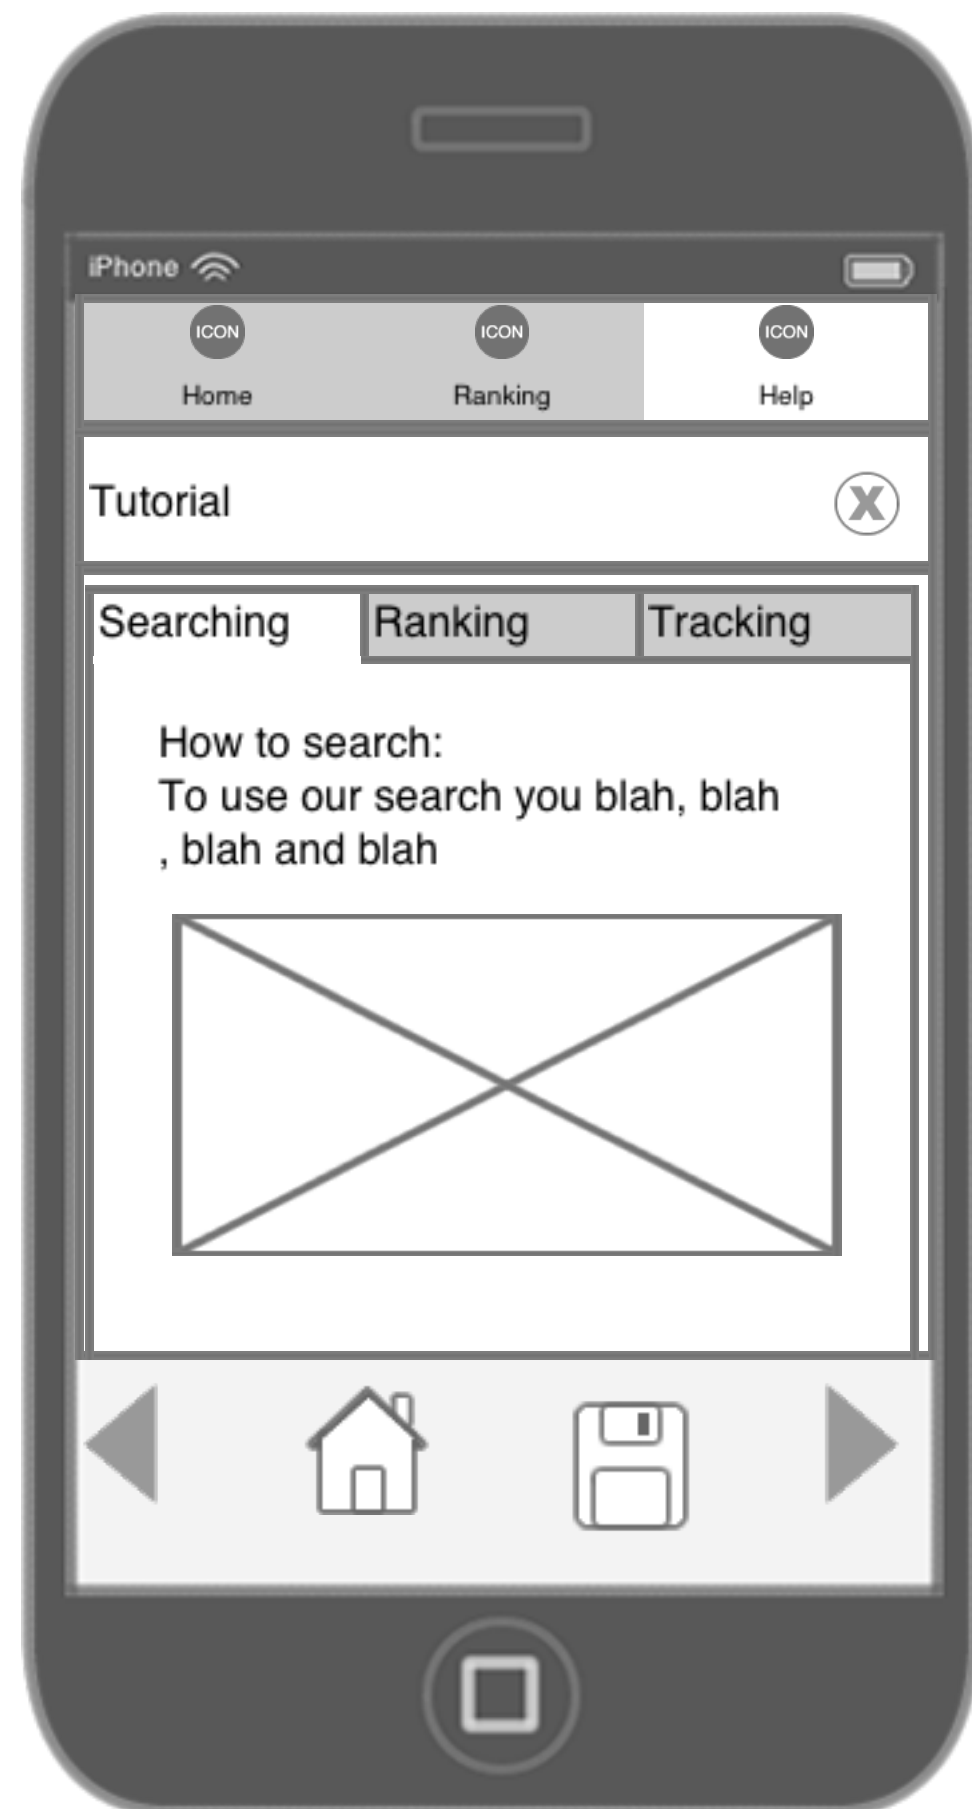 iPhone
ICON ICON ICON
Home Ranking Help
Tutorial X
Searching Ranking Tracking
How to search:
To use our search you blah, blah
, blah and blah